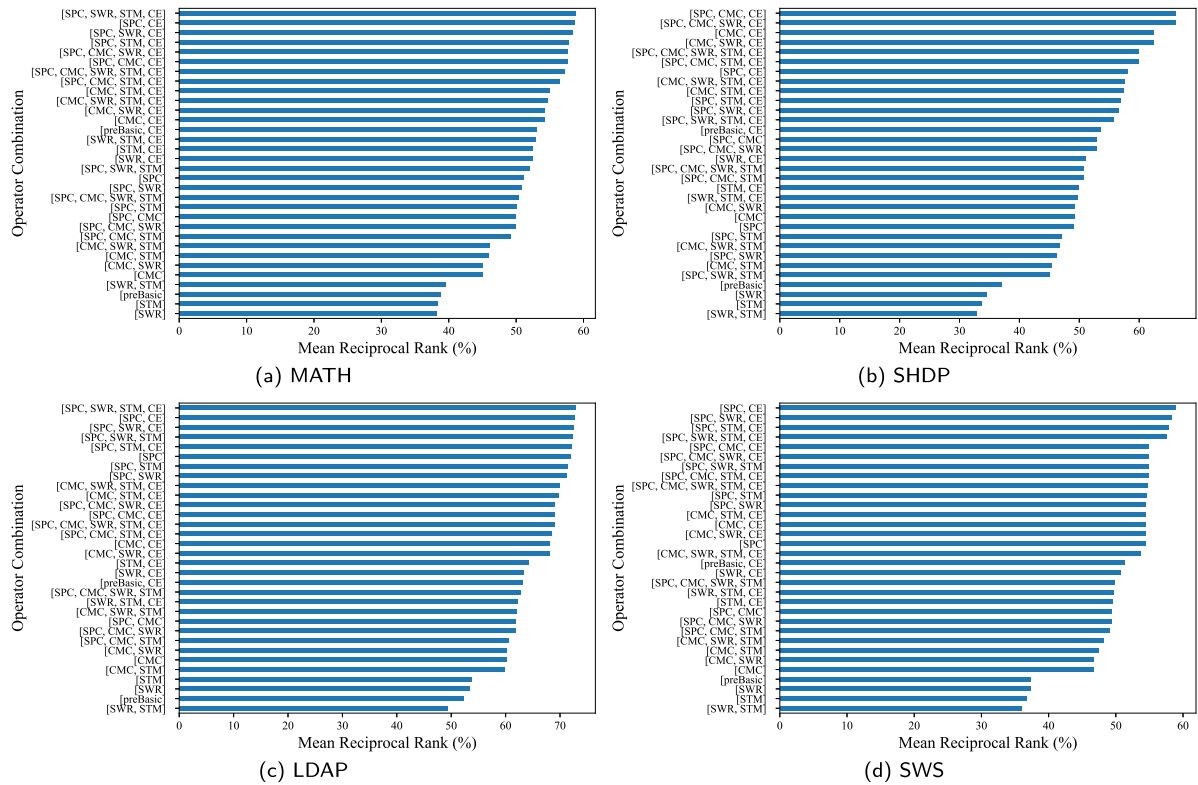 Operator Combination
[SPC, SWR, STM, CE]
[SPC, CE]
[SPC, SWR, CE]
[SPC, STM, CE]
[SPC, CMC, SWR, CE]
[SPC, CMC, CE]
[SPC, CMC, SWR, STM, CE]
[SPC, CMC, STM, CE]
[CMC, STM, CE]
[CMC, SWR, STM, CE]
[CMC, SWR, CE]
[CMC, CE]
[preBasic, CE]
[SWR, STM, CE]
[STM, CE]
[SWR, CE]
[SPC, SWR, STM]
[SPC]
[SPC, SWR]
[SPC, CMC, SWR, STM]
[SPC, STM]
[SPC, CMC]
[SPC, CMC, SWR]
[SPC, CMC, STM]
[CMC, SWR, STM]
[CMC, STM]
[CMC, SWR]
[CMC]
[SWR, STM]
[preBasic]
[STM]
[SWR]
0 10 20 30 40 50 60
Mean Reciprocal Rank (%)
(a) MATH
Operator Combination
[SPC, CMC, CE]
[SPC, CMC, SWR, CE]
[CMC, CE]
[CMC, SWR, CE]
[SPC, CMC, SWR, STM, CE]
[SPC, CMC, STM, CE]
[SPC, CE]
[CMC, SWR, STM, CE]
[CMC, STM, CE]
[SPC, STM, CE]
[SPC, SWR, CE]
[SPC, SWR, STM, CE]
[preBasic, CE]
[SPC, CMC]
[SPC, CMC, SWR]
[SWR, CE]
[SPC, CMC, SWR, STM]
[SPC, CMC, STM]
[STM, CE]
[SWR, STM, CE]
[CMC, SWR]
[CMC]
[SPC]
[SPC, STM]
[CMC, SWR, STM]
[SPC, SWR]
[CMC, STM]
[SPC, SWR, STM]
[preBasic]
[SWR]
[STM]
[SWR, STM]
0 10 20 30 40 50 60
Mean Reciprocal Rank (%)
(b) SHDP
Operator Combination
[SPC, SWR, STM, CE]
[SPC, CE]
[SPC, SWR, CE]
[SPC, SWR, STM]
[SPC, STM, CE]
[SPC]
[SPC, STM]
[SPC, SWR]
[CMC, SWR, STM, CE]
[CMC, STM, CE]
[SPC, CMC, SWR, CE]
[SPC, CMC, CE]
[SPC, CMC, SWR, STM, CE]
[SPC, CMC, STM, CE]
[CMC, CE]
[CMC, SWR, CE]
[STM, CE]
[SWR, CE]
[preBasic, CE]
[SPC, CMC, SWR, STM]
[SWR, STM, CE]
[CMC, SWR, STM]
[SPC, CMC]
[SPC, CMC, SWR]
[SPC, CMC, STM]
[CMC, SWR]
[CMC]
[CMC, STM]
[STM]
[SWR]
[preBasic]
[SWR, STM]
0 10 20 30 40 50 60 70
Mean Reciprocal Rank (%)
(c) LDAP
Operator Combination
[SPC, CE]
[SPC, SWR, CE]
[SPC, STM, CE]
[SPC, SWR, STM, CE]
[SPC, CMC, CE]
[SPC, CMC, SWR, CE]
[SPC, SWR, STM]
[SPC, CMC, STM, CE]
[SPC, CMC, SWR, STM, CE]
[SPC, STM]
[SPC, SWR]
[CMC, STM, CE]
[CMC, CE]
[CMC, SWR, CE]
[SPC]
[CMC, SWR, STM, CE]
[preBasic, CE]
[SWR, CE]
[SPC, CMC, SWR, STM]
[SWR, STM, CE]
[STM, CE]
[SPC, CMC]
[SPC, CMC, SWR]
[SPC, CMC, STM]
[CMC, SWR, STM]
[CMC, STM]
[CMC, SWR]
[CMC]
[preBasic]
[SWR]
[STM]
[SWR, STM]
0 10 20 30 40 50 60
Mean Reciprocal Rank (%)
(d) SWS